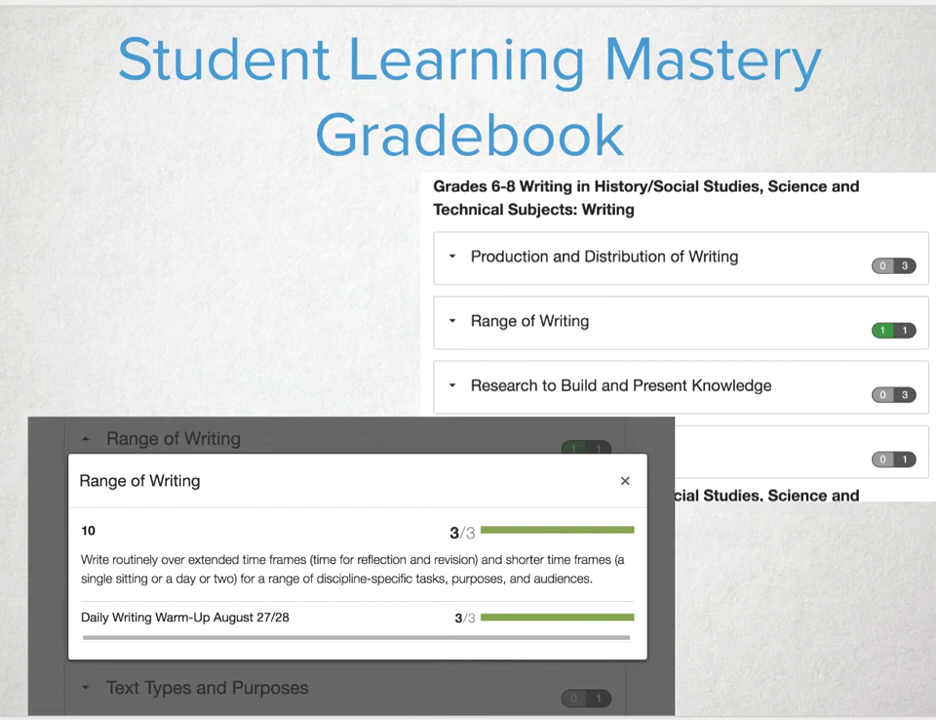 Student Learning Mastery
Gradebook
Grades 6-8 Writing in History/Social Studies, Science and
Technical Subjects: Writing
Production and Distribution of Writing
0 3
Range of Writing
1 1
Research to Build and Present Knowledge
0 3
0 1
cial Studies, Science and
Range of Writing
1 1
Range of Writing ×
10 3/3
Write routinely over extended time frames (time for reflection and revision) and shorter time frames (a
single sitting or a day or two) for a range of discipline-specific tasks, purposes, and audiences.
Daily Writing Warm-Up August 27/28 3/3
Text Types and Purposes
0 1